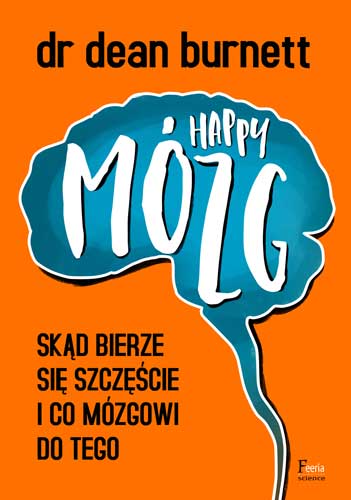 dr dean burnett
HAPPY
MÓZG
SKĄD BIERZE
SIĘ SZCZĘŚCIE
I CO MÓZGOWI
DO TEGO
Feeria
science